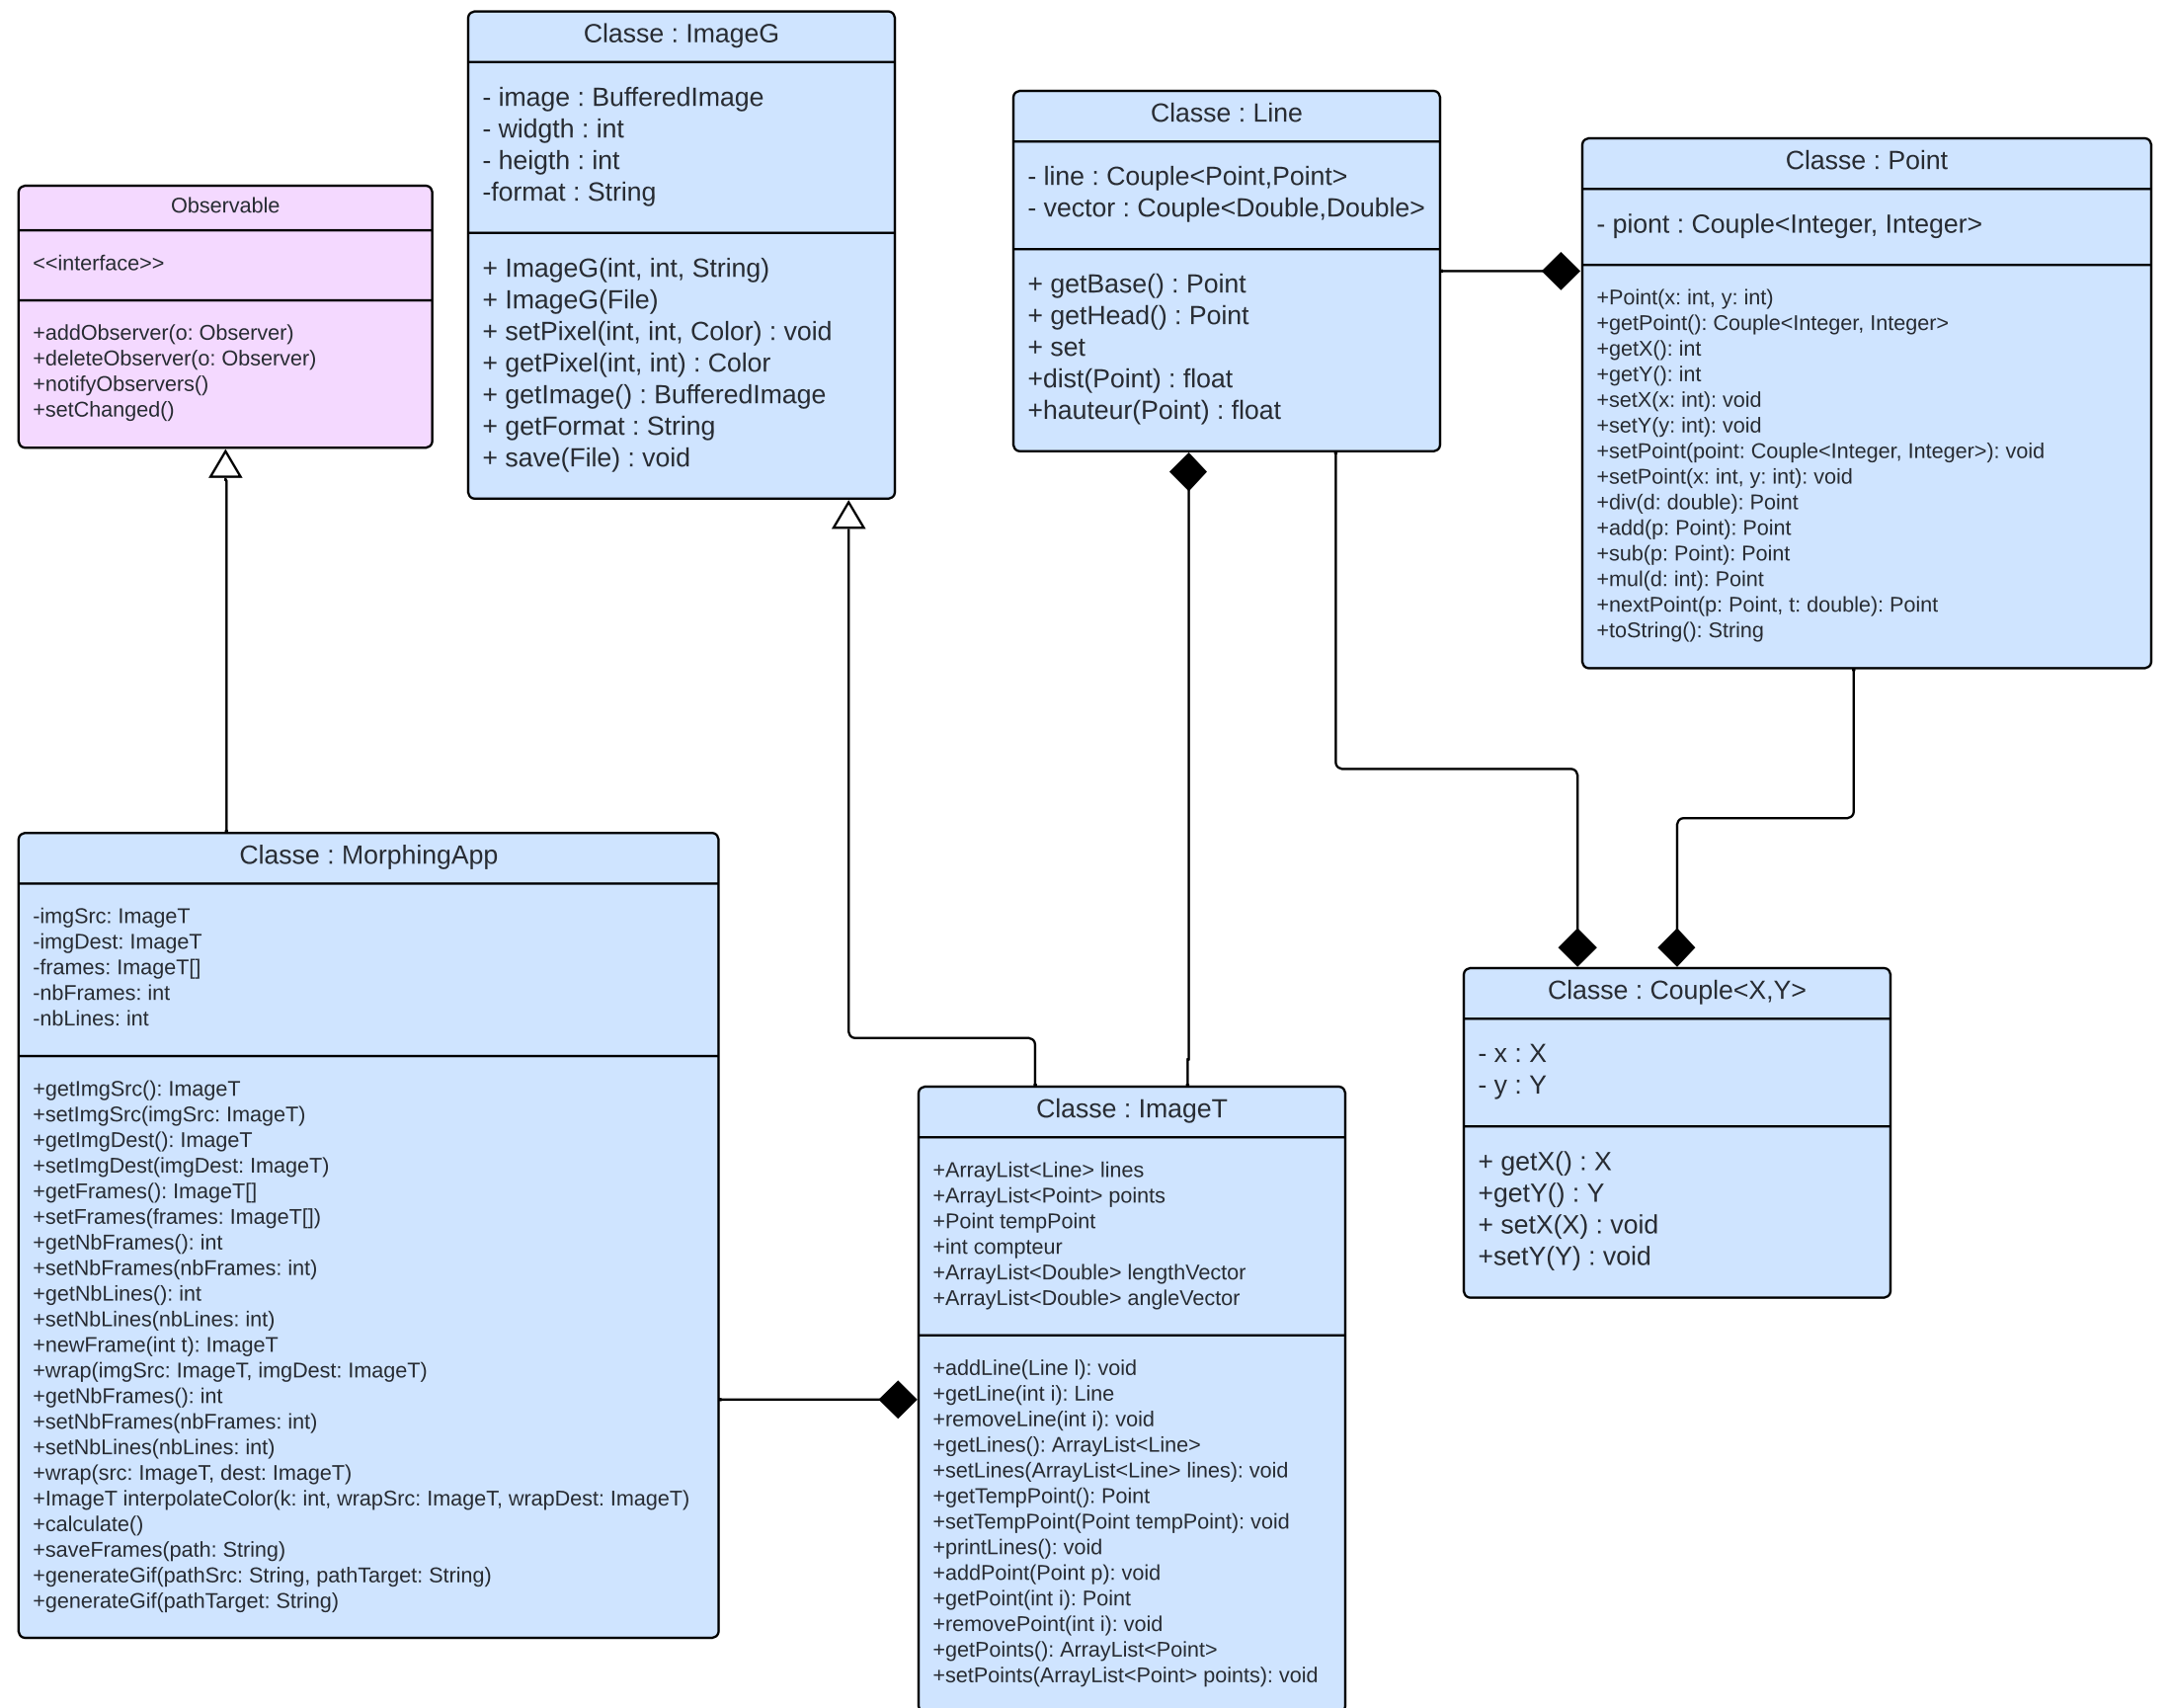 Classe : ImageG
- image : BufferedImage
- widgth : int
- heigth : int
-format : String
+ ImageG(int, int, String)
+ ImageG(File)
+ setPixel(int, int, Color) : void
+ getPixel(int, int) : Color
+ getImage() : BufferedImage
+ getFormat : String
+ save(File) : void
Classe : Line
- line : Couple<Point,Point>
- vector : Couple<Double,Double>
+ getBase() : Point
+ getHead() : Point
+ set
+dist(Point) : float
+hauteur(Point) : float
Classe : Point
- piont : Couple<Integer, Integer>
+Point(x: int, y: int)
+getPoint(): Couple<Integer, Integer>
+getX(): int
+getY(): int
+setX(x: int): void
+setY(y: int): void
+setPoint(point: Couple<Integer, Integer>): void
+setPoint(x: int, y: int): void
+div(d: double): Point
+add(p: Point): Point
+sub(p: Point): Point
+mul(d: int): Point
+nextPoint(p: Point, t: double): Point
+toString(): String
Observable
<<interface>>
+addObserver(o: Observer)
+deleteObserver(o: Observer)
+notifyObservers()
+setChanged()
Classe : MorphingApp
-imgSrc: ImageT
-imgDest: ImageT
-frames: ImageT[]
-nbFrames: int
-nbLines: int
+getImgSrc(): ImageT
+setImgSrc(imgSrc: ImageT)
+getImgDest(): ImageT
+setImgDest(imgDest: ImageT)
+getFrames(): ImageT[]
+setFrames(frames: ImageT[])
+getNbFrames(): int
+setNbFrames(nbFrames: int)
+getNbLines(): int
+setNbLines(nbLines: int)
+newFrame(int t): ImageT
+wrap(imgSrc: ImageT, imgDest: ImageT)
+getNbFrames(): int
+setNbFrames(nbFrames: int)
+setNbLines(nbLines: int)
+wrap(src: ImageT, dest: ImageT)
+ImageT interpolateColor(k: int, wrapSrc: ImageT, wrapDest: ImageT)
+calculate()
+saveFrames(path: String)
+generateGif(pathSrc: String, pathTarget: String)
+generateGif(pathTarget: String)
Classe : ImageT
+ArrayList<Line> lines
+ArrayList<Point> points
+Point tempPoint
+int compteur
+ArrayList<Double> lengthVector
+ArrayList<Double> angleVector
+addLine(Line l): void
+getLine(int i): Line
+removeLine(int i): void
+getLines(): ArrayList<Line>
+setLines(ArrayList<Line> lines): void
+getTempPoint(): Point
+setTempPoint(Point tempPoint): void
+printLines(): void
+addPoint(Point p): void
+getPoint(int i): Point
+removePoint(int i): void
+getPoints(): ArrayList<Point>
+setPoints(ArrayList<Point> points): void
Classe : Couple<X,Y>
- x : X
- y : Y
+ getX() : X
+getY() : Y
+ setX(X) : void
+setY(Y) : void